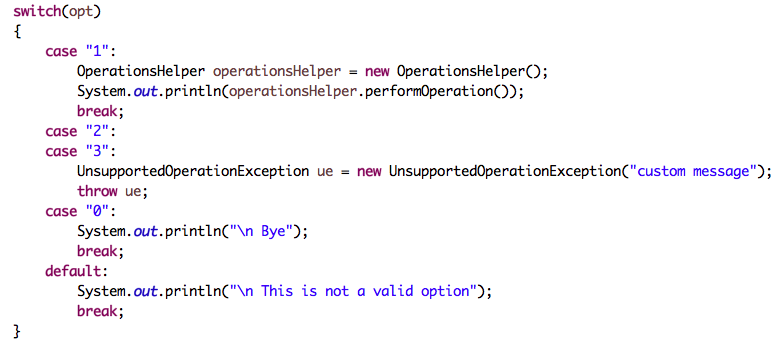 switch(opt)
{
    case "1":
        OperationsHelper operationsHelper = new OperationsHelper();
        System.out.println(operationsHelper.performOperation());
        break;
    case "2":
    case "3":
        UnsupportedOperationException ue = new UnsupportedOperationException("custom message");
        throw ue;
    case "0":
        System.out.println("\n Bye");
        break;
    default:
        System.out.println("\n This is not a valid option");
        break;
}